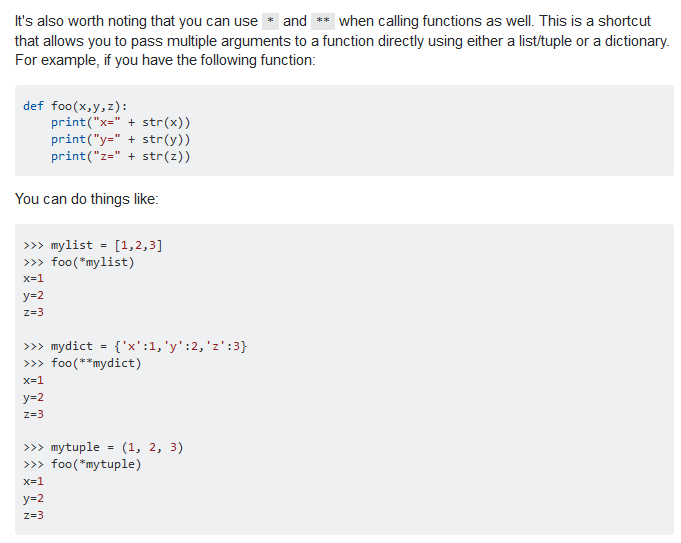 It's also worth noting that you can use * and ** when calling functions as well. This is a shortcut
that allows you to pass multiple arguments to a function directly using either a list/tuple or a dictionary.
For example, if you have the following function:
def foo(x,y,z):
    print("x=" + str(x))
    print("y=" + str(y))
    print("z=" + str(z))
You can do things like:
>>> mylist = [1,2,3]
>>> foo(*mylist)
x=1
y=2
z=3
>>> mydict = {'x':1,'y':2,'z':3}
>>> foo(**mydict)
x=1
y=2
z=3
>>> mytuple = (1, 2, 3)
>>> foo(*mytuple)
x=1
y=2
z=3